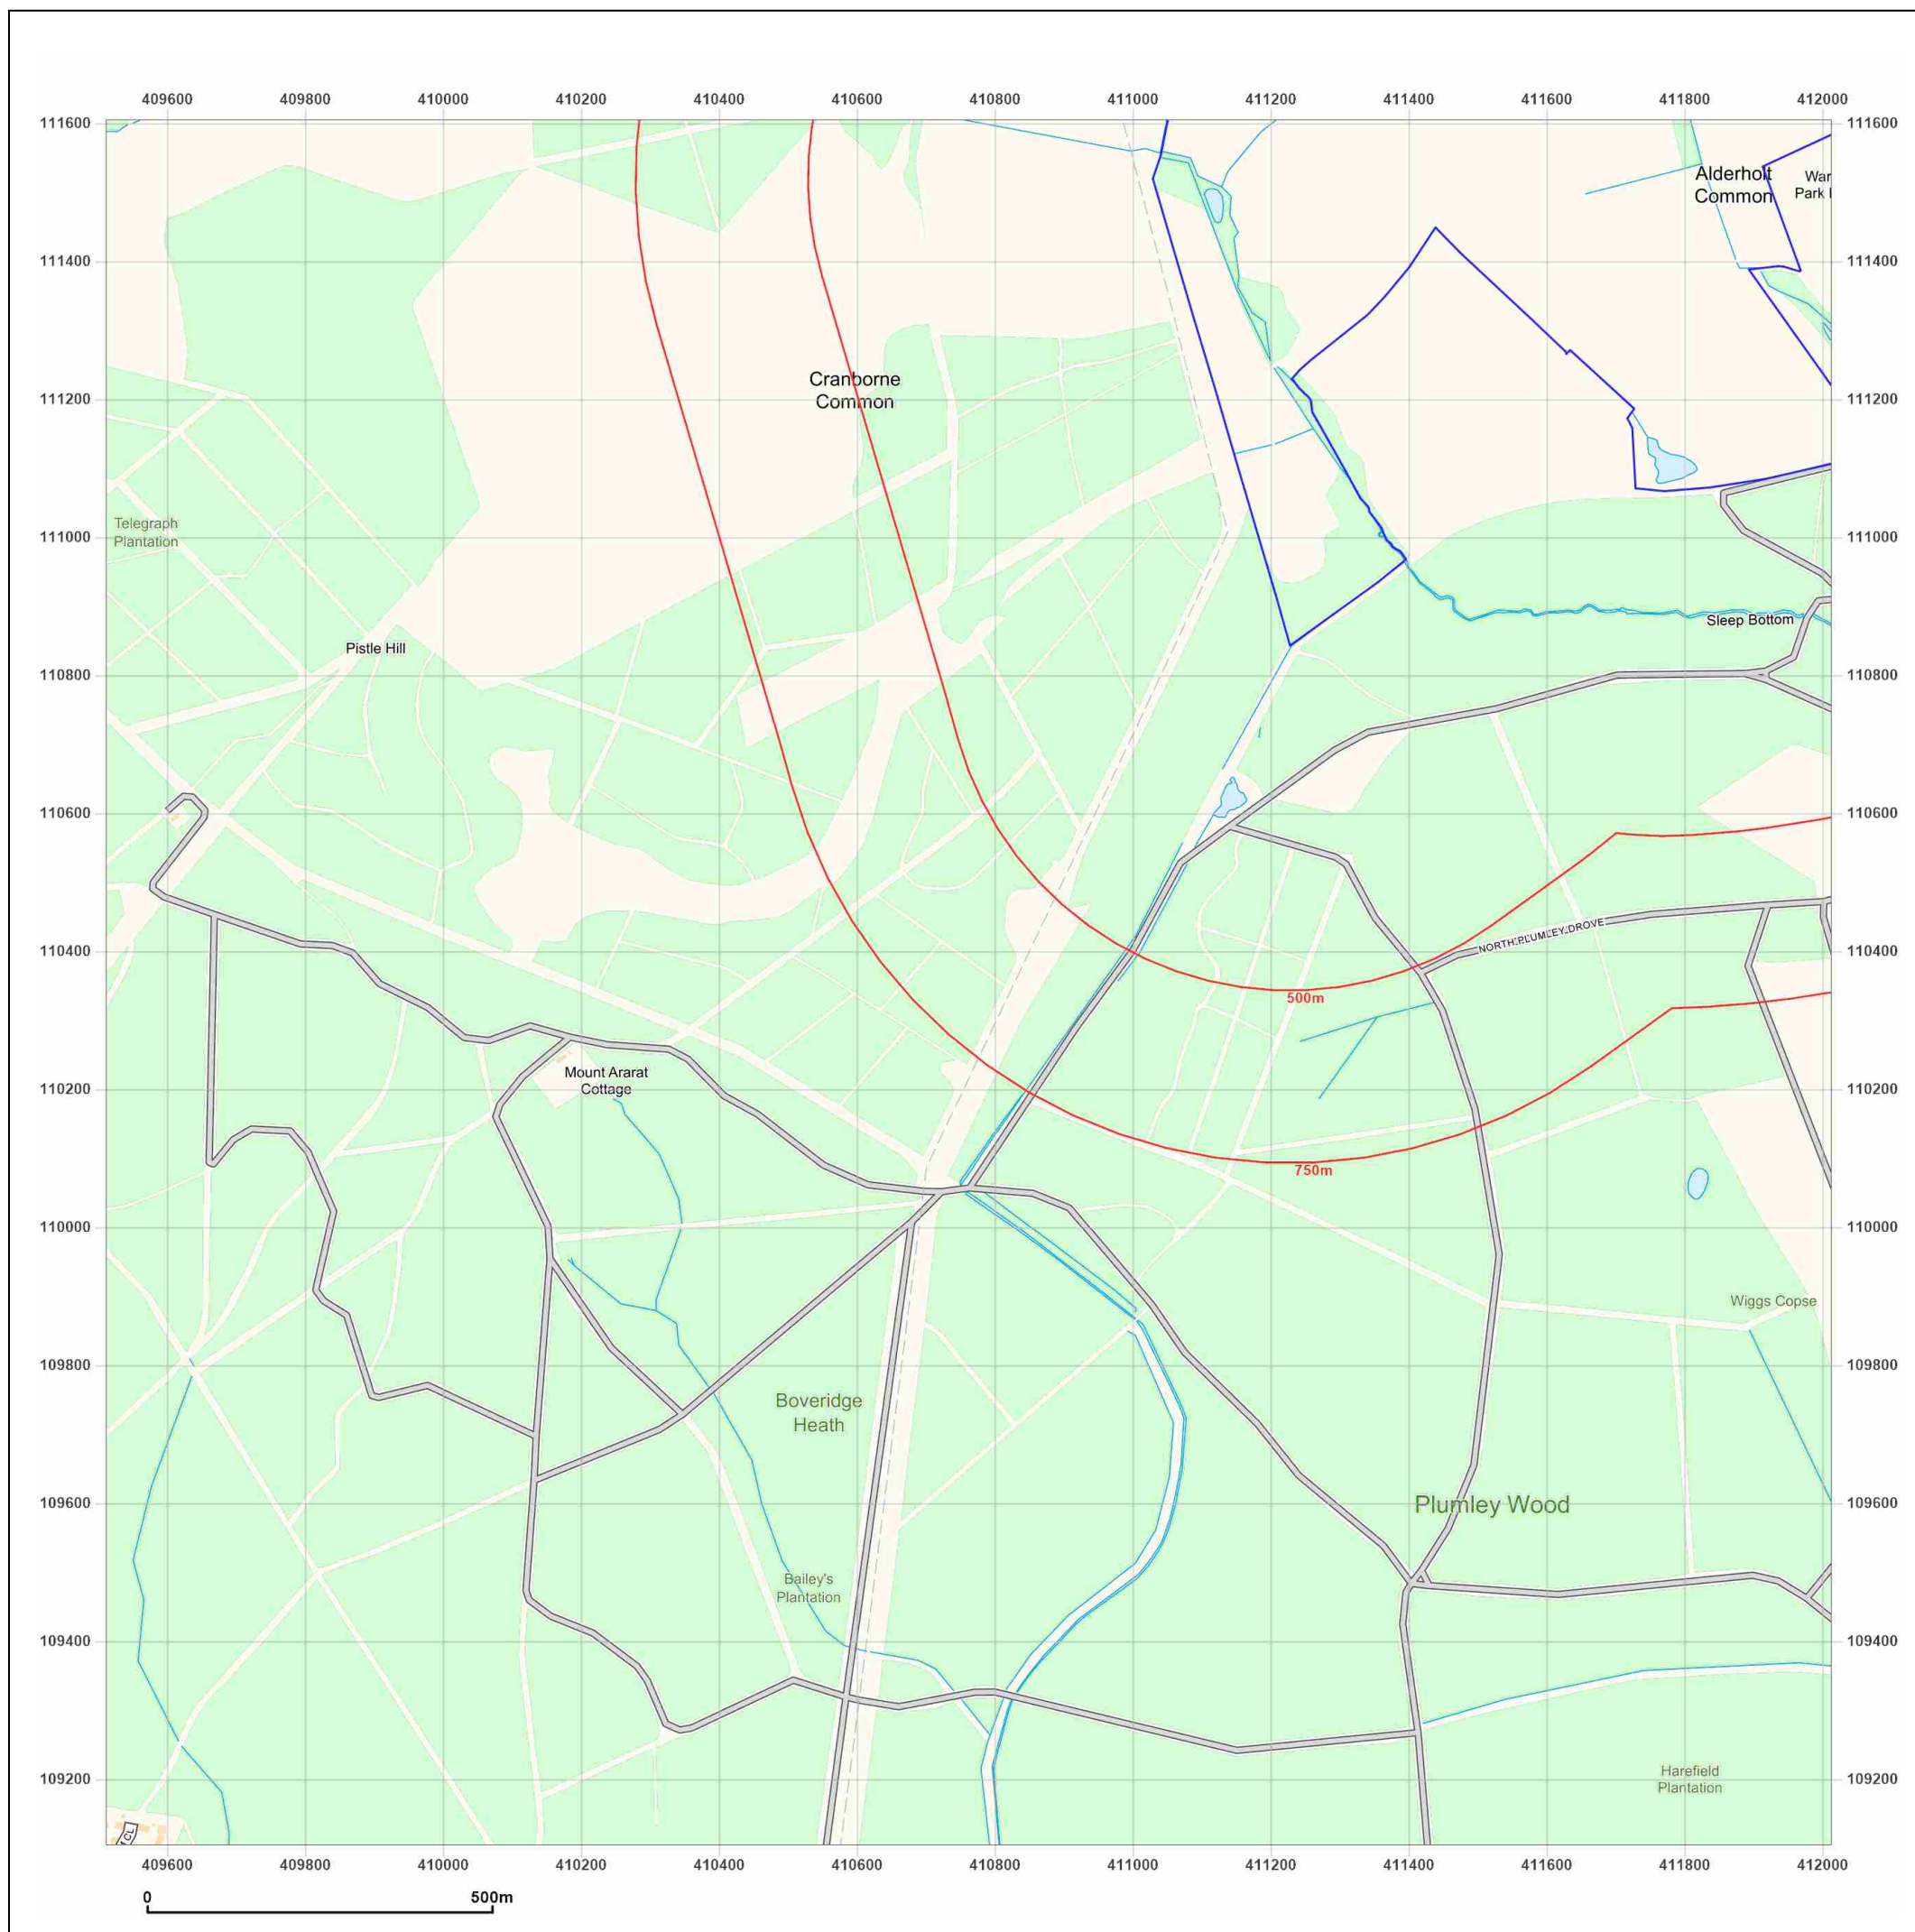 409600 409800 410000 410200 410400 410600 410800 411000 411200 411400 411600 411800 412000
111600 111600
Alderholt
Common
War
Park
111400 111400
Cranborne
Common
111200 111200
Telegraph
Plantation
111000 111000
Sleep Bottom
Pistle Hill
110800 110800
110600 110600
NORTH PLUMLEY DROVE
110400 110400
500m
Mount Ararat
Cottage
110200 110200
750m
110000 110000
Wiggs Copse
109800 109800
Boveridge
Heath
109600 109600
Plumley Wood
Bailey's
Plantation
109400 109400
Harefield
Plantation
109200 109200
CL
409600 409800 410000 410200 410400 410600 410800 411000 411200 411400 411600 411800 412000
0 500m